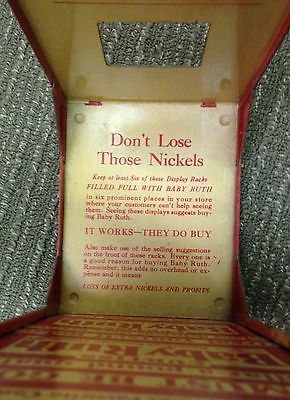 Don't Lose
Those Nickels
Keep at least Six of these Display Racks
FILLED FULL WITH BABY RUTH
in six prominent places in your store
where your customers can't help seeing
them. Seeing these displays suggests buy-
ing Baby Ruth.
IT WORKS—THEY DO BUY
Also make use of the selling suggestions
on the front of these racks. Every one is
a good reason for buying Baby Ruth.
Remember, this adds no overhead or ex-
pense and it means
LOTS OF EXTRA NICKELS AND PROFITS